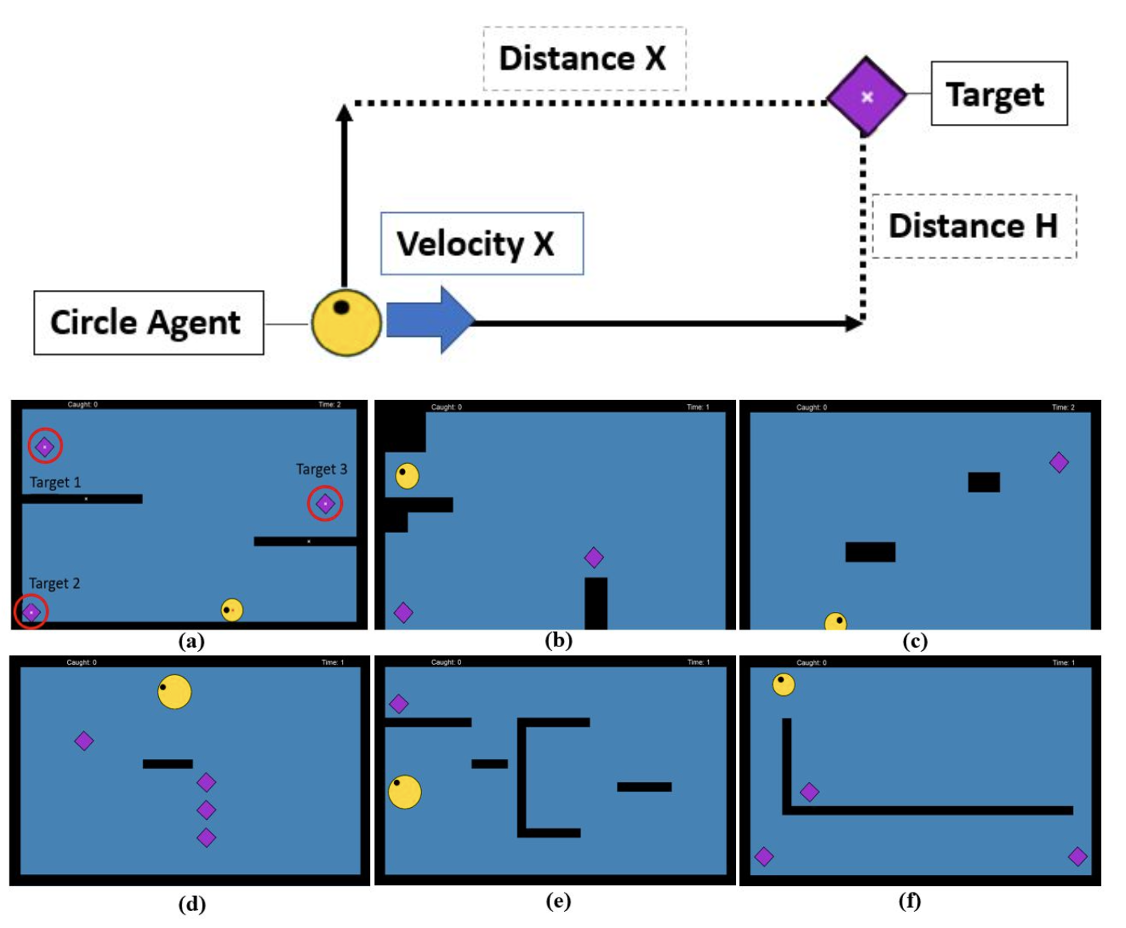 Distance X
Target
Distance H
Velocity X
Circle Agent
Caught: 0 Time: 2
Target 1
Target 3
Target 2
(a)
Caught: 0 Time: 1
(b)
Caught: 0 Time: 2
(c)
Caught: 0 Time: 1
(d)
Caught: 0 Time: 1
(e)
Caught: 0 Time: 1
(f)